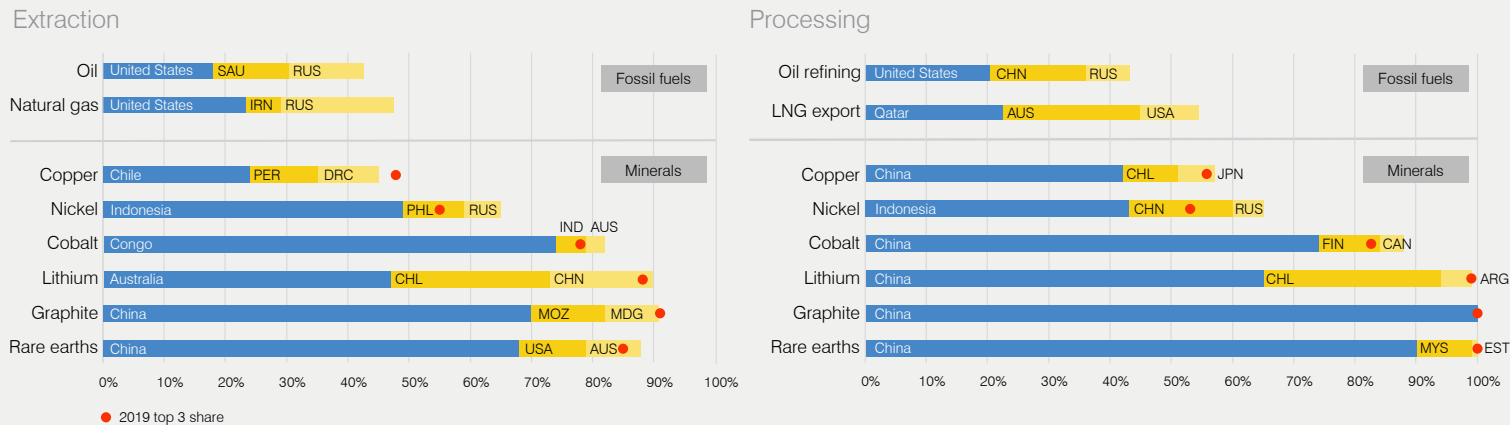 Extraction
Oil United States SAU RUS
Fossil fuels
Natural gas United States IRN RUS
Copper Chile PER DRC
Minerals
Nickel Indonesia PHL RUS
IND AUS
Cobalt Congo
Lithium Australia CHL CHN
Graphite China MOZ MDG
Rare earths China USA AUS
0% 10% 20% 30% 40% 50% 60% 70% 80% 90% 100%
2019 top 3 share
Processing
Oil refining United States CHN RUS
Fossil fuels
LNG export Qatar AUS USA
Copper China CHL JPN
Minerals
Nickel Indonesia CHN RUS
Cobalt China FIN CAN
Lithium China CHL ARG
Graphite China
Rare earths China MYS EST
0% 10% 20% 30% 40% 50% 60% 70% 80% 90% 100%